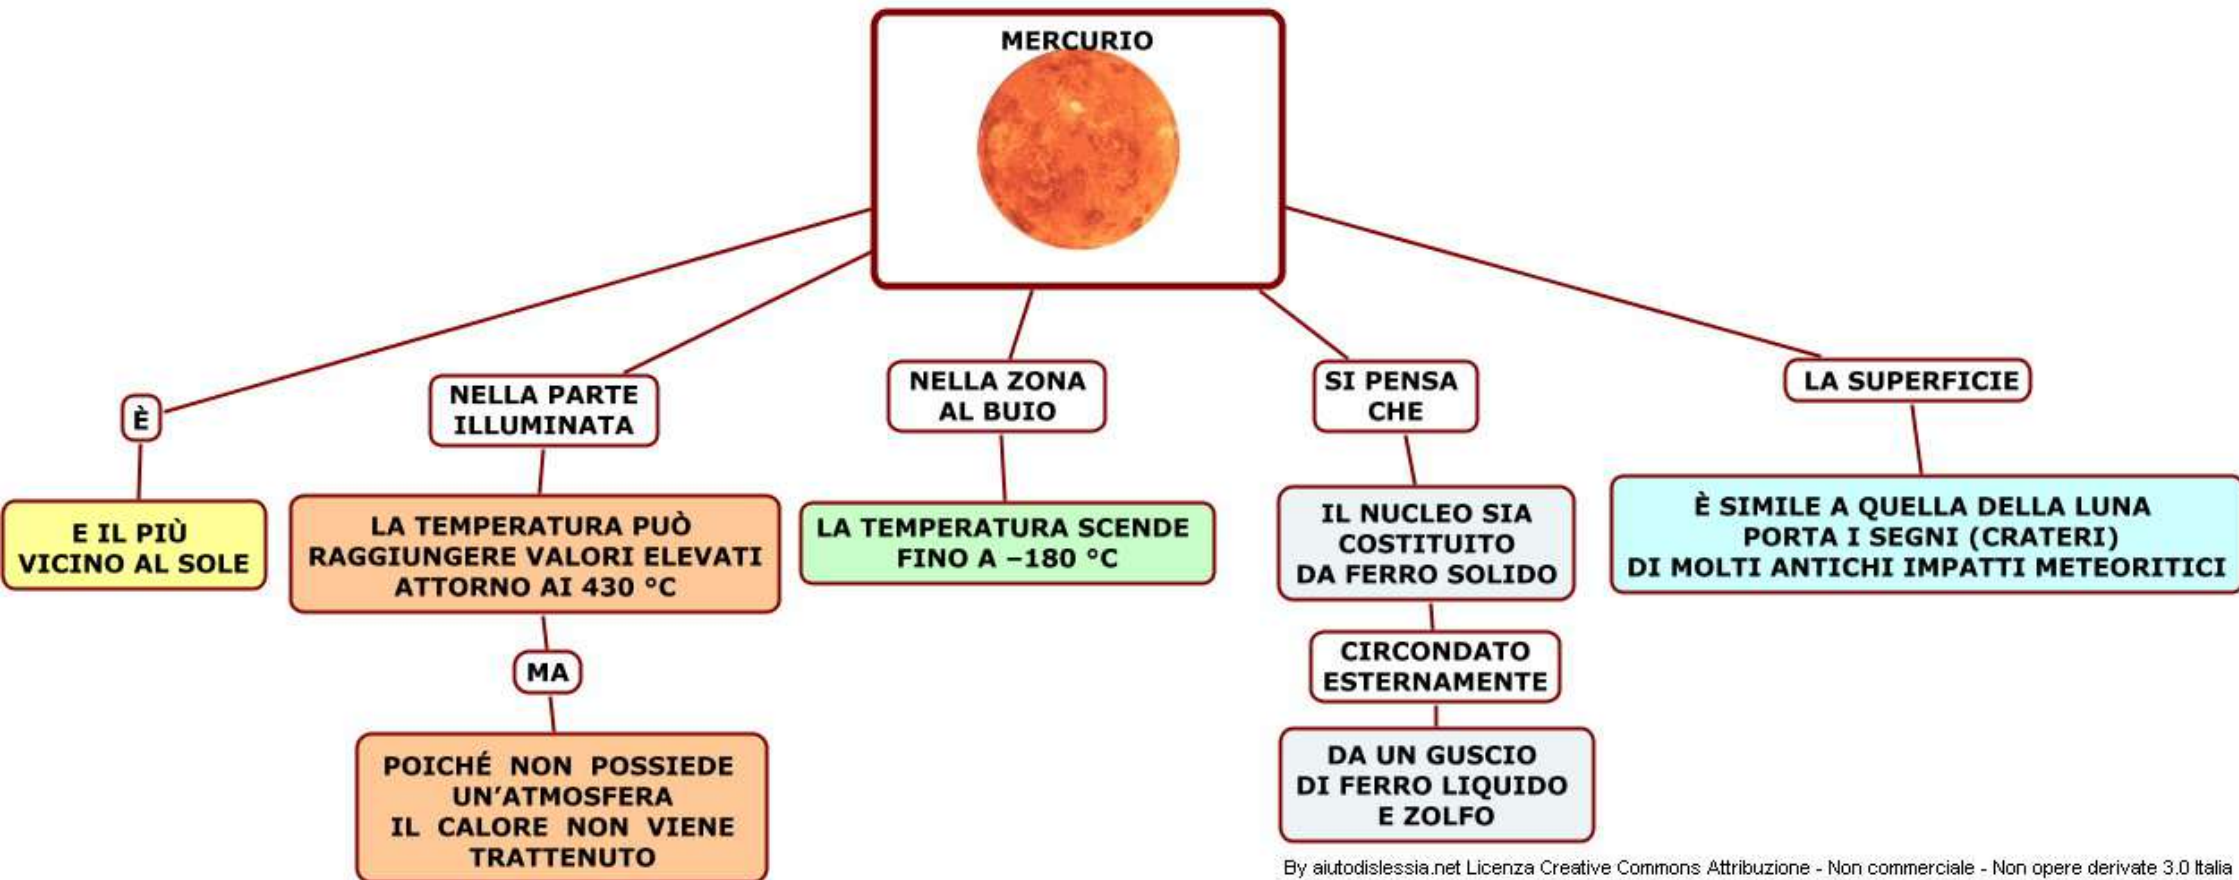 MERCURIO
È
E IL PIÙ
VICINO AL SOLE
NELLA PARTE
ILLUMINATA
LA TEMPERATURA PUÒ
RAGGIUNGERE VALORI ELEVATI
ATTORNO AI 430 °C
MA
POICHÉ NON POSSIEDE
UN'ATMOSFERA
IL CALORE NON VIENE
TRATTENUTO
NELLA ZONA
AL BUIO
LA TEMPERATURA SCENDE
FINO A –180 °C
SI PENSA
CHE
IL NUCLEO SIA
COSTITUITO
DA FERRO SOLIDO
CIRCONDATO
ESTERNAMENTE
DA UN GUSCIO
DI FERRO LIQUIDO
E ZOLFO
LA SUPERFICIE
È SIMILE A QUELLA DELLA LUNA
PORTA I SEGNI (CRATERI)
DI MOLTI ANTICHI IMPATTI METEORITICI
By aiutodislessia.net Licenza Creative Commons Attribuzione - Non commerciale - Non opere derivate 3.0 Italia